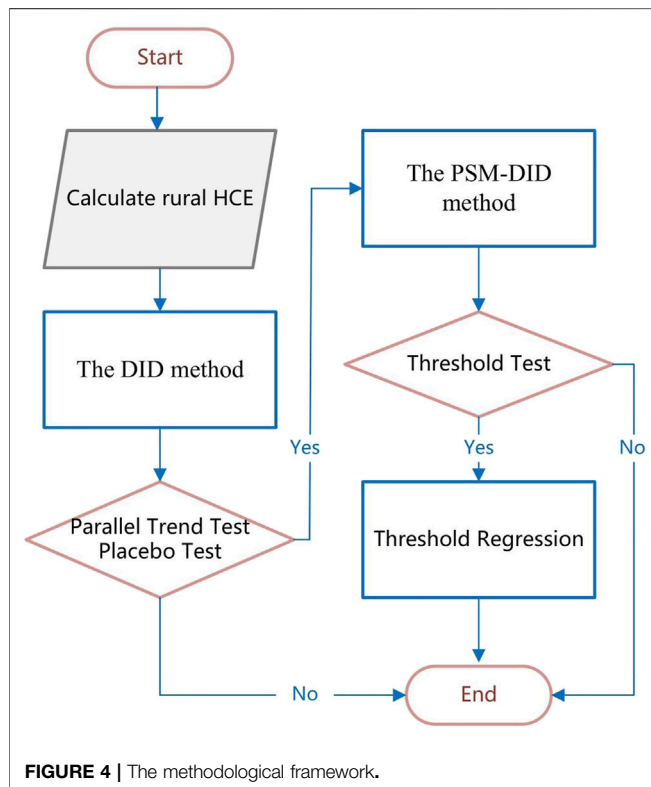 Start
Calculate rural HCE
The DID method
Parallel Trend Test
Placebo Test
Yes
No
The PSM-DID
method
Threshold Test
Yes
No
Threshold Regression
End
FIGURE 4 | The methodological framework.